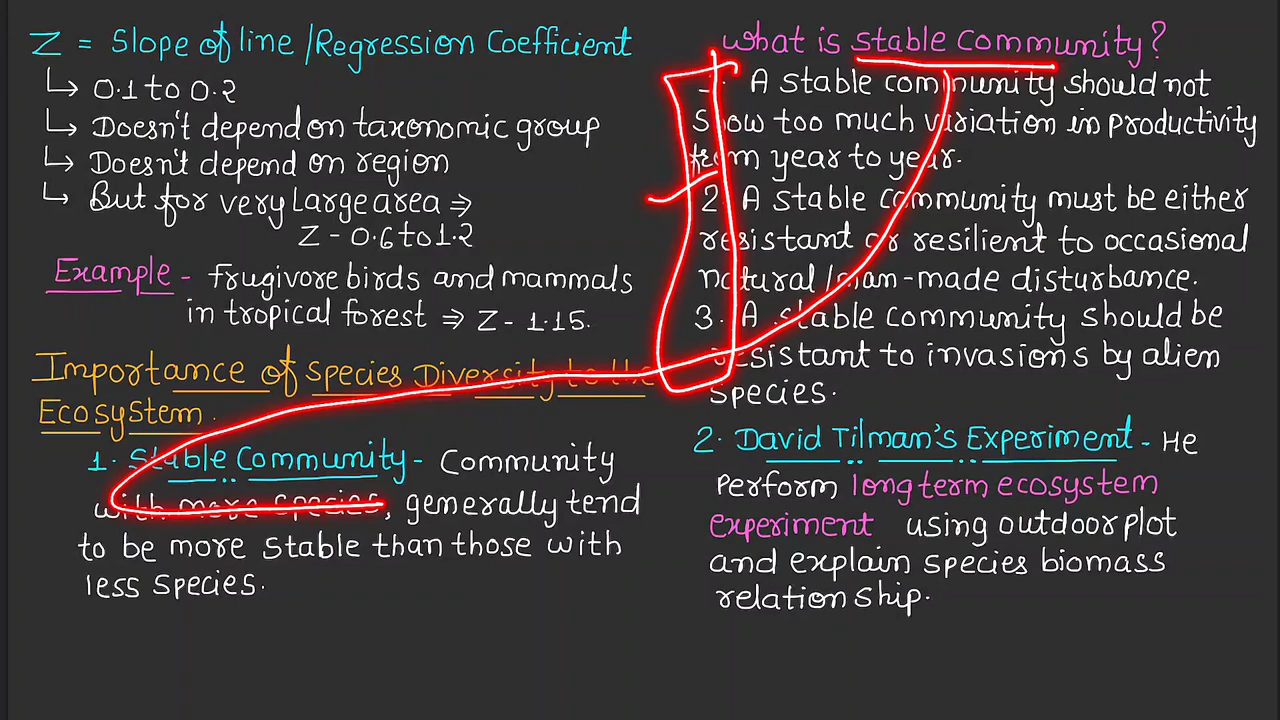 Z = Slope of line /Regression Coefficient
↳ 0.1 to 0.2
↳ Doesn't depend on taxonomic group
↳ Doesn't depend on region
↳ But for very Large area ⇒
Z - 0.6 to 1.2
Example - frugivore birds and mammals
in tropical forest ⇒ Z - 1.15.
Importance of Species Diversity to the
Ecosystem.
1. Stable Community - Community
with more species, generally tend
to be more stable than those with
less species.
what is stable community?
1. A stable community should not
show too much variation in productivity
from year to year.
2. A stable community must be either
resistant or resilient to occasional
natural /man-made disturbance.
3. A stable community should be
resistant to invasions by alien
species.
2. David Tilman's Experiment - He
perform long term ecosystem
experiment using outdoor plot
and explain species biomass
relation ship.